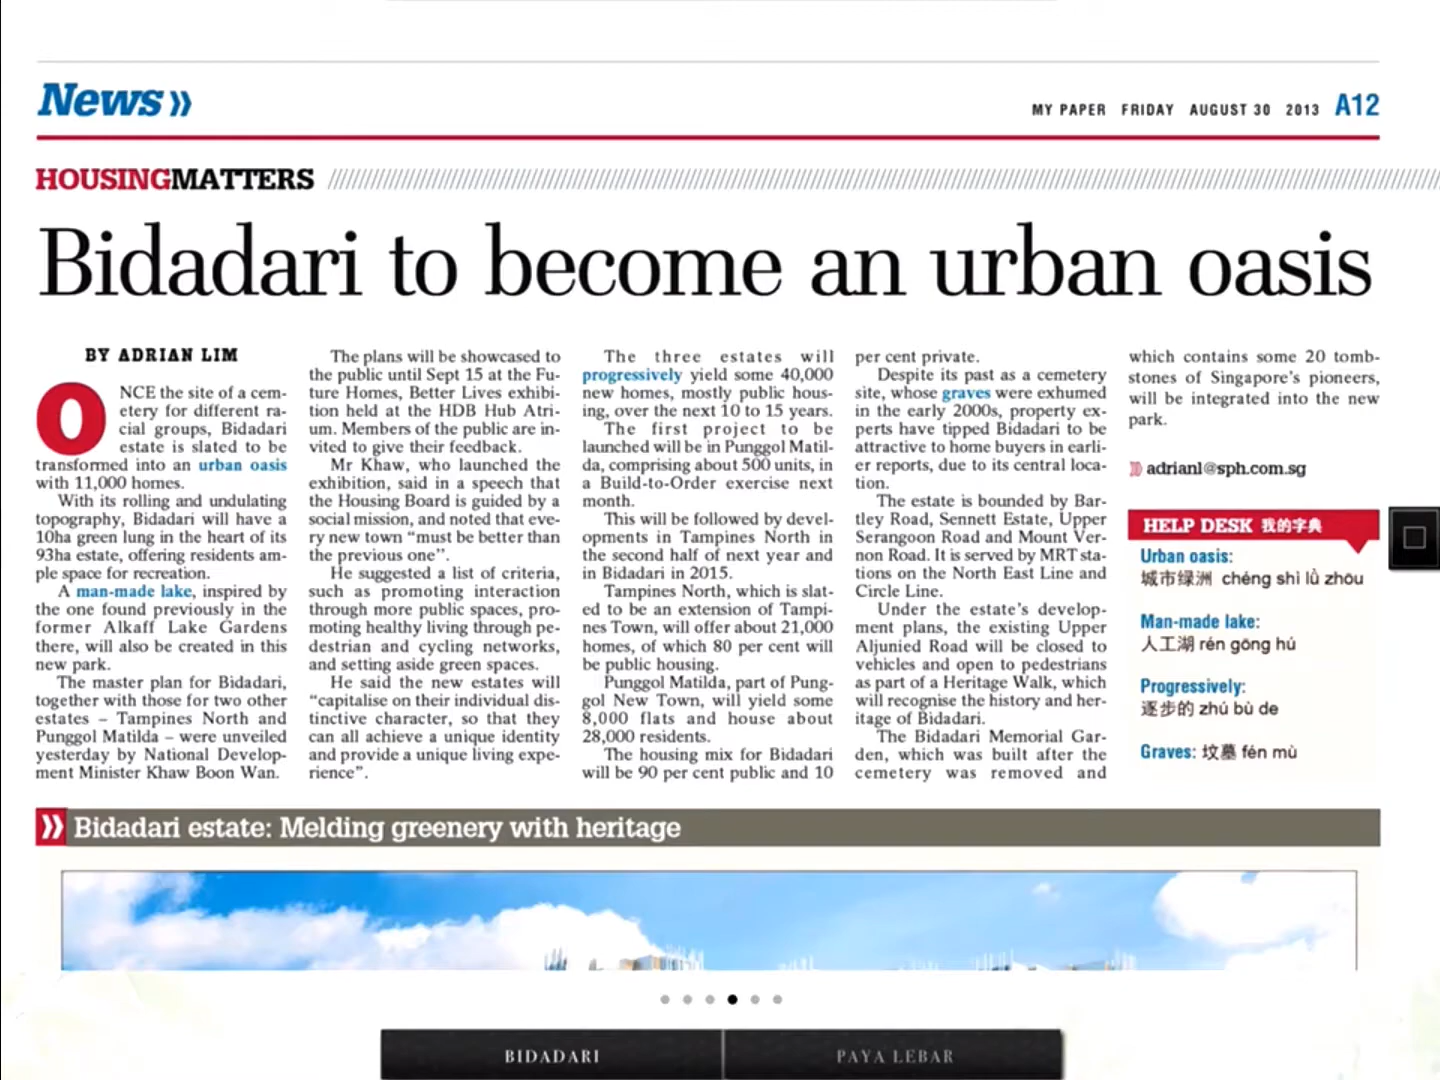 News
MY PAPER FRIDAY AUGUST 30 2013 A12
HOUSINGMATTERS
Bidadari to become an urban oasis
BY ADRIAN LIM
ONCE the site of a cem-
etery for different ra-
cial groups, Bidadari
estate is slated to be
transformed into an urban oasis
with 11,000 homes.
With its rolling and undulating
topography, Bidadari will have a
10ha green lung in the heart of its
93ha estate, offering residents am-
ple space for recreation.
A man-made lake, inspired by
the one found previously in the
former Alkaff Lake Gardens
there, will also be created in this
new park.
The master plan for Bidadari,
together with those for two other
estates – Tampines North and
Punggol Matilda – were unveiled
yesterday by National Develop-
ment Minister Khaw Boon Wan.
The plans will be showcased to
the public until Sept 15 at the Fu-
ture Homes, Better Lives exhibi-
tion held at the HDB Hub Atri-
um. Members of the public are in-
vited to give their feedback.
Mr Khaw, who launched the
exhibition, said in a speech that
the Housing Board is guided by a
social mission, and noted that eve-
ry new town “must be better than
the previous one”.
He suggested a list of criteria,
such as promoting interaction
through more public spaces, pro-
moting healthy living through pe-
destrian and cycling networks,
and setting aside green spaces.
He said the new estates will
“capitalise on their individual dis-
tinctive character, so that they
can all achieve a unique identity
and provide a unique living expe-
rience”.
The three estates will
progressively yield some 40,000
new homes, mostly public hous-
ing, over the next 10 to 15 years.
The first project to be
launched will be in Punggol Matil-
da, comprising about 500 units, in
a Build-to-Order exercise next
month.
This will be followed by devel-
opments in Tampines North in
the second half of next year and
in Bidadari in 2015.
Tampines North, which is slat-
ed to be an extension of Tampi-
nes Town, will offer about 21,000
homes, of which 80 per cent will
be public housing.
Punggol Matilda, part of Pung-
gol New Town, will yield some
8,000 flats and house about
28,000 residents.
The housing mix for Bidadari
will be 90 per cent public and 10
per cent private.
Despite its past as a cemetery
site, whose graves were exhumed
in the early 2000s, property ex-
perts have tipped Bidadari to be
attractive to home buyers in earli-
er reports, due to its central loca-
tion.
The estate is bounded by Bar-
tley Road, Sennett Estate, Upper
Serangoon Road and Mount Ver-
non Road. It is served by MRT sta-
tions on the North East Line and
Circle Line.
Under the estate's develop-
ment plans, the existing Upper
Aljunied Road will be closed to
vehicles and open to pedestrians
as part of a Heritage Walk, which
will recognise the history and her-
itage of Bidadari.
The Bidadari Memorial Gar-
den, which was built after the
cemetery was removed and
which contains some 20 tomb-
stones of Singapore's pioneers,
will be integrated into the new
park.
adrianl@sph.com.sg
HELP DESK 我的字典
Urban oasis:
城市绿洲 chéng shì lǜ zhōu
Man-made lake:
人工湖 rén gōng hú
Progressively:
逐步的 zhú bù de
Graves: 坟墓 fén mù
Bidadari estate: Melding greenery with heritage
BIDADARI
PAYA LEBAR